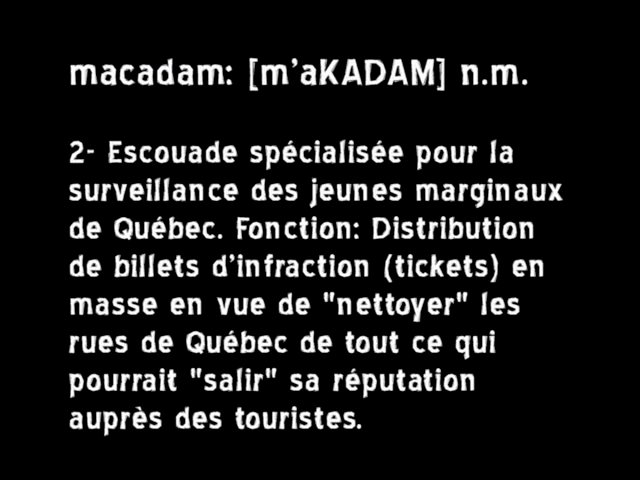 macadam: [m'aKADAM] n.m.
2- Escouade spécialisée pour la
surveillance des jeunes marginaux
de Québec. Fonction: Distribution
de billets d'infraction (tickets) en
masse en vue de "nettoyer" les
rues de Québec de tout ce qui
pourrait "salir" sa réputation
auprès des touristes.